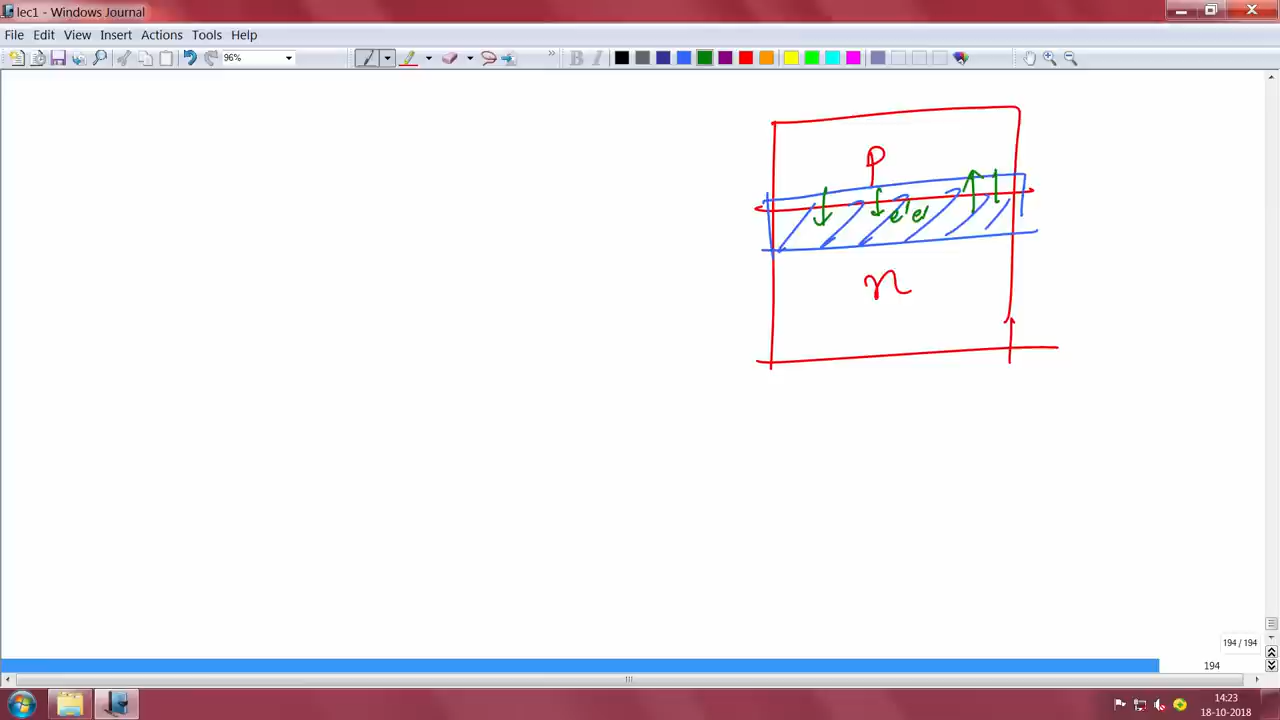 lec1 - Windows Journal
File Edit View Insert Actions Tools Help
96%
B I
P
e' e'
n
194 / 194
194
14:23
18-10-2018